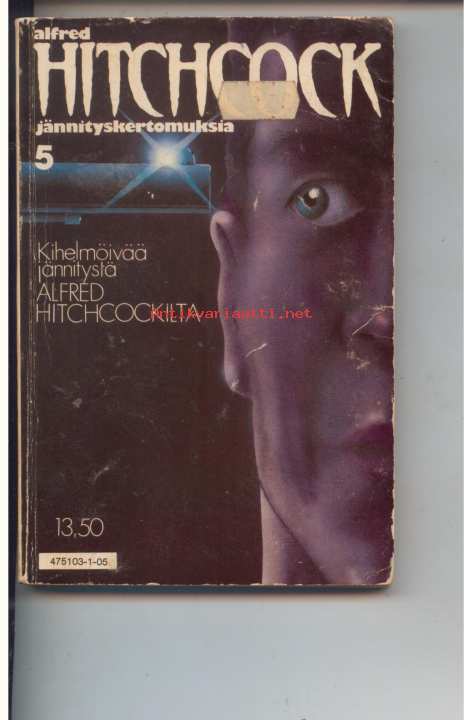 alfred
HITCHCOCK
jännityskertomuksia
5
Kihelmöivää
jännitystä
ALFRED
HITCHCOCKILTA
Antikvariaatti.net
13,50
475103-1-05